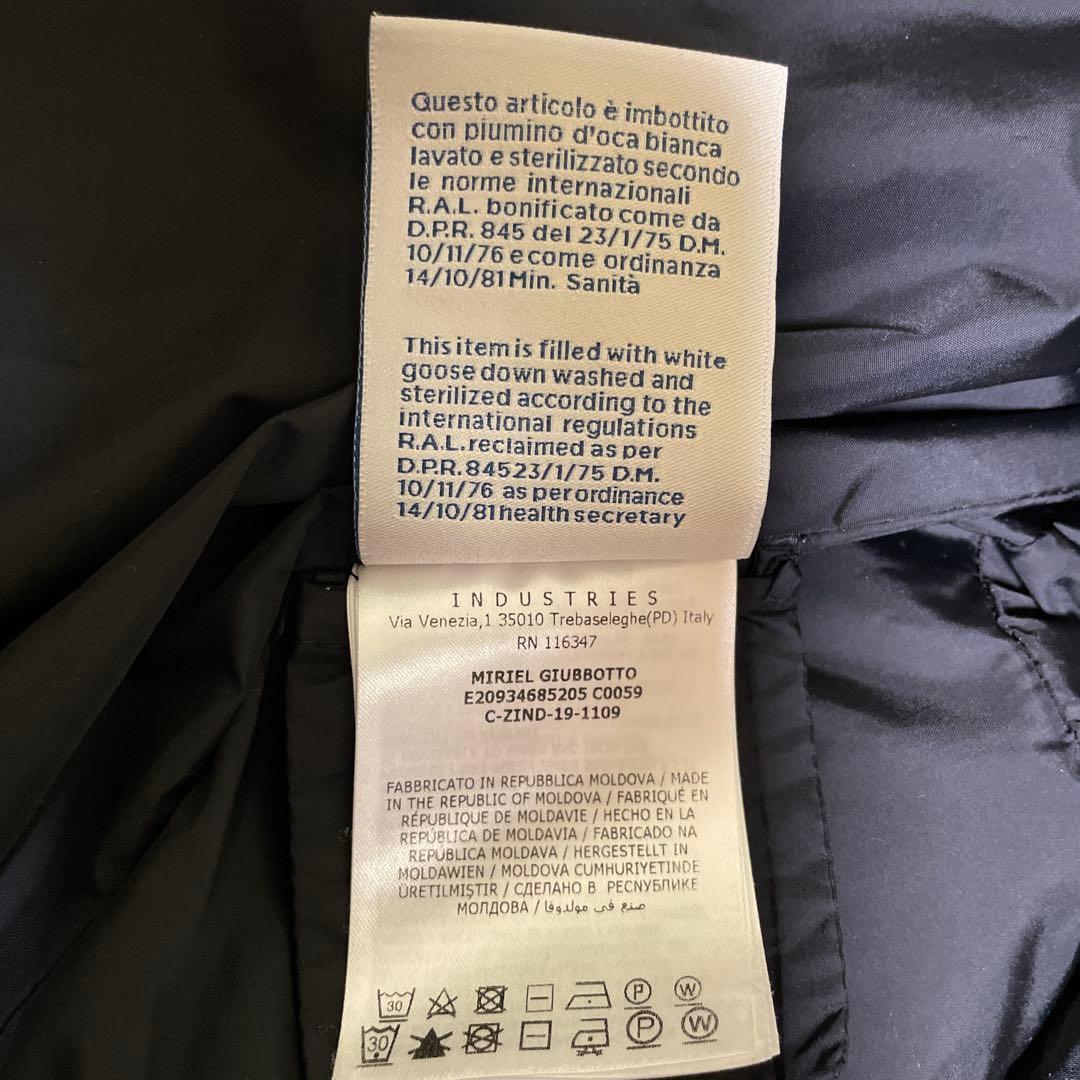 Questo articolo è imbottito
con piumino d'oca bianca
lavato e sterilizzato secondo
le norme internazionali
R.A.L. bonificato come da
D.P.R. 845 del 23/1/75 D.M.
10/11/76 e come ordinanza
14/10/81 Min. Sanità
This item is filled with white
goose down washed and
sterilized according to the
international regulations
R.A.L. reclaimed as per
D.P.R. 845 23/1/75 D.M.
10/11/76 as per ordinance
14/10/81 health secretary
INDUSTRIES
Via Venezia,1 35010 Trebaseleghe(PD) Italy
RN 116347
MIRIEL GIUBBOTTO
E20934685205 C0059
C-ZIND-19-1109
FABBRICATO IN REPUBBLICA MOLDOVA / MADE
IN THE REPUBLIC OF MOLDOVA / FABRIQUÉ EN
RÉPUBLIQUE DE MOLDAVIE / HECHO EN LA
REPÚBLICA DE MOLDAVIA / FABRICADO NA
REPÚBLICA MOLDAVA / HERGESTELLT IN
MOLDAWIEN / MOLDOVA CUMHURIYETINDE
ÜRETILMIŞTIR / СДЕЛАНО В РЕСПУБЛИКЕ
МОЛДОВА / صنع في مولدوفا
30 P W
30 P W